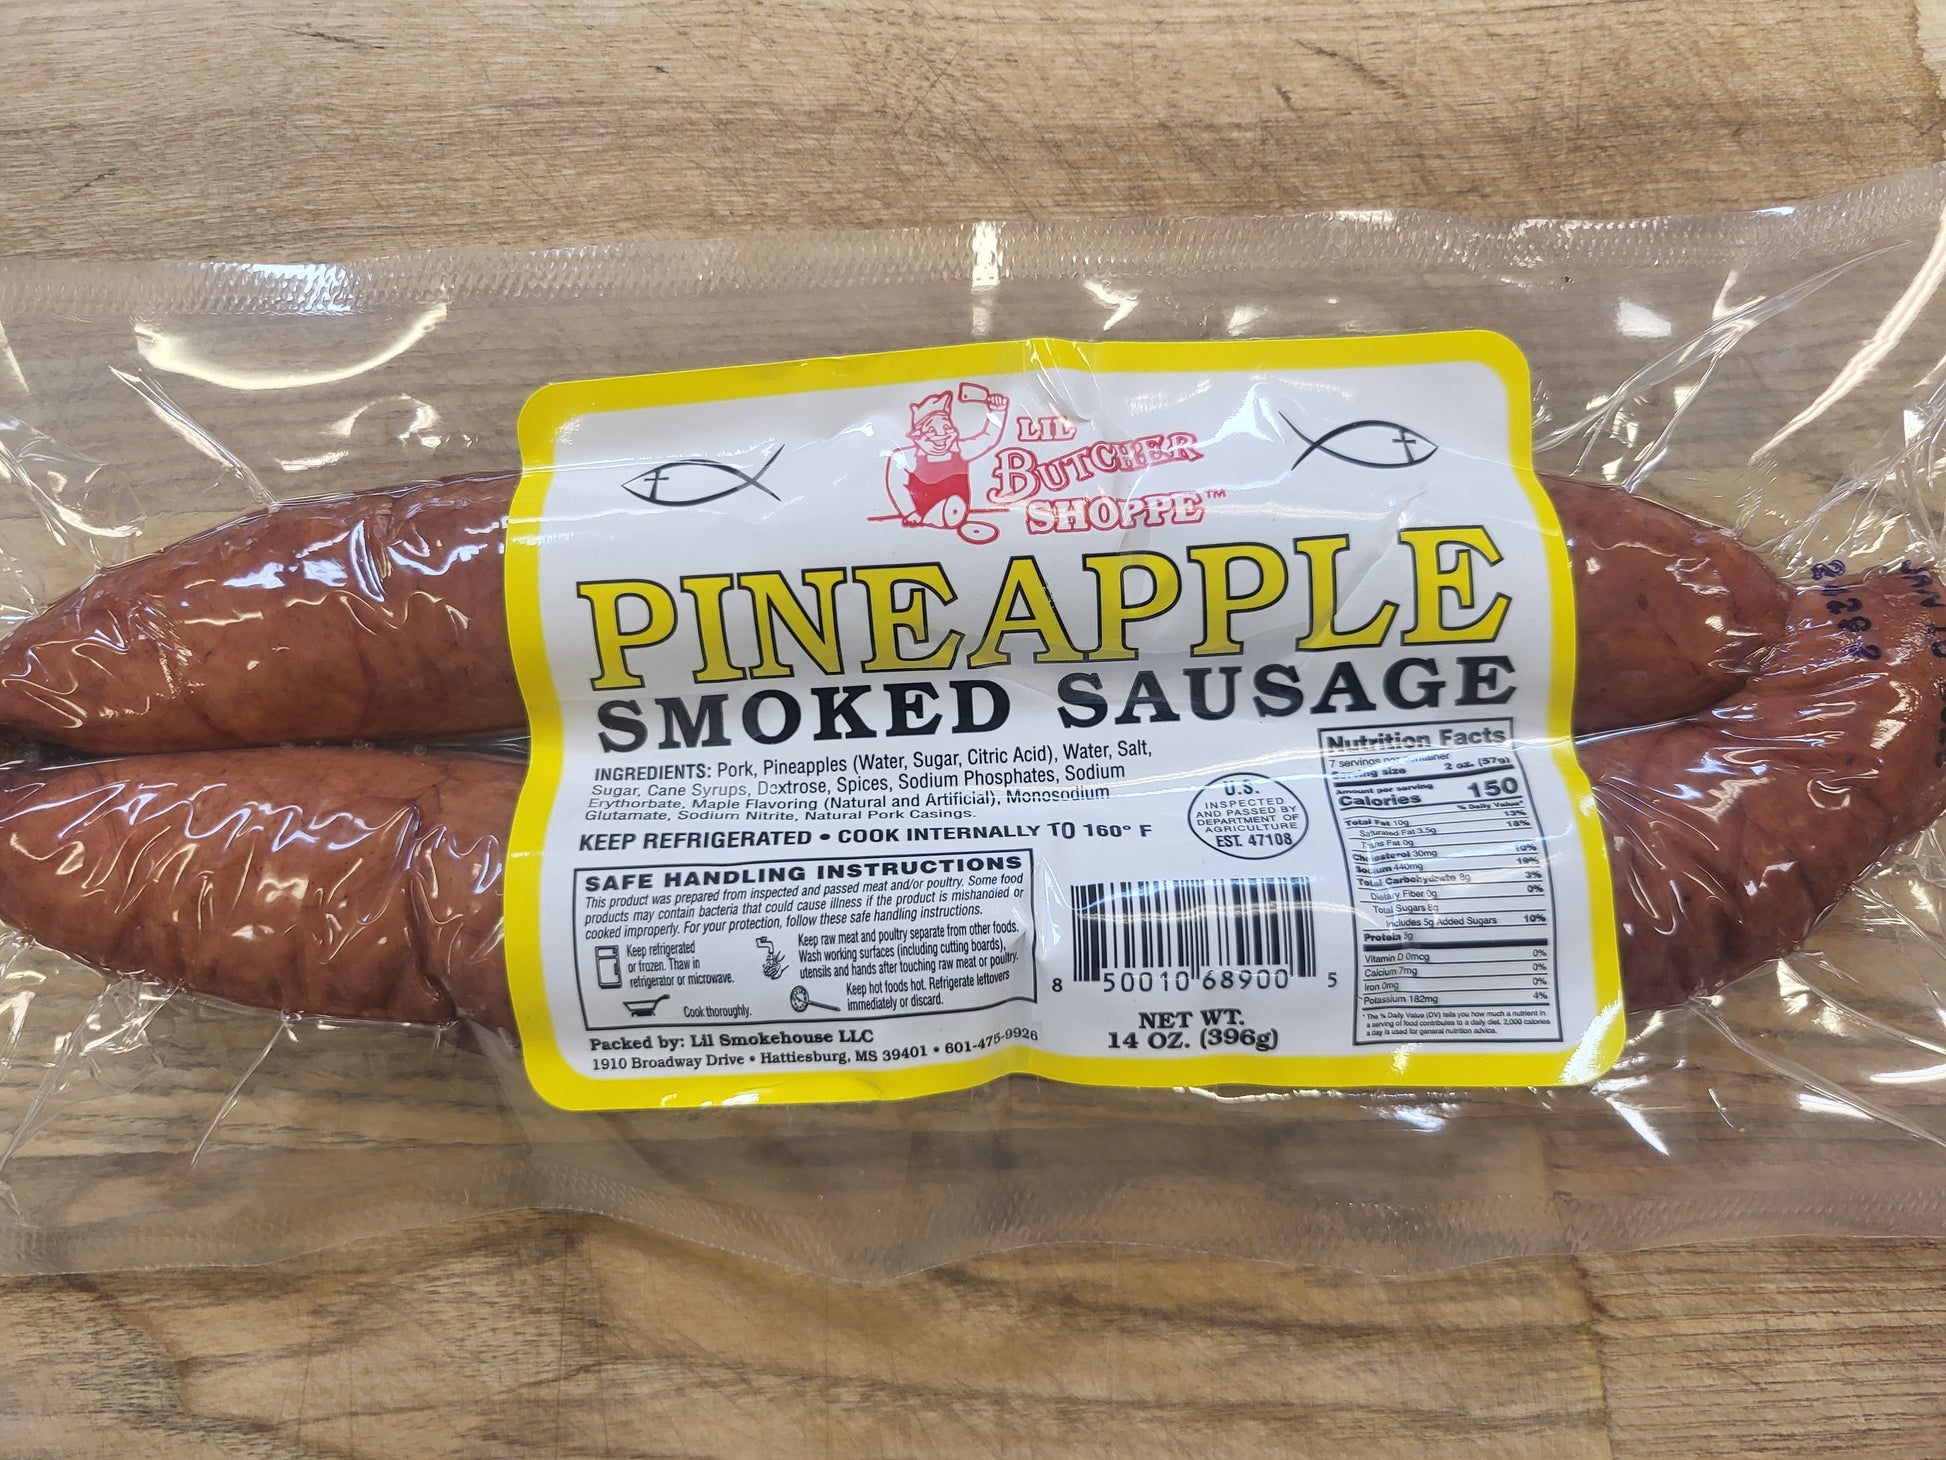 LIL'
BUTCHER
SHOPPE™
PINEAPPLE
SMOKED SAUSAGE
INGREDIENTS: Pork, Pineapples (Water, Sugar, Citric Acid), Water, Salt,
Sugar, Cane Syrups, Dextrose, Spices, Sodium Phosphates, Sodium
Erythorbate, Maple Flavoring (Natural and Artificial), Monosodium
Glutamate, Sodium Nitrite, Natural Pork Casings.
KEEP REFRIGERATED • COOK INTERNALLY TO 160° F
SAFE HANDLING INSTRUCTIONS
This product was prepared from inspected and passed meat and/or poultry. Some food
products may contain bacteria that could cause illness if the product is mishandled or
cooked improperly. For your protection, follow these safe handling instructions.
Keep refrigerated
or frozen. Thaw in
refrigerator or microwave.
Keep raw meat and poultry separate from other foods.
Wash working surfaces (including cutting boards),
utensils and hands after touching raw meat or poultry.
Cook thoroughly.
Keep hot foods hot. Refrigerate leftovers
immediately or discard.
Packed by: Lil Smokehouse LLC
1910 Broadway Drive • Hattiesburg, MS 39401 • 601-475-9926
U.S.
INSPECTED
AND PASSED BY
DEPARTMENT OF
AGRICULTURE
EST. 47108
8 50010 68900 5
NET WT.
14 OZ. (396g)
Nutrition Facts
7 servings per container
Serving size 2 oz. (57g)
Amount per serving
Calories 150
% Daily Value*
Total Fat 10g 13%
Saturated Fat 3.5g 18%
Trans Fat 0g
Cholesterol 30mg 10%
Sodium 440mg 19%
Total Carbohydrate 8g 3%
Dietary Fiber 0g 0%
Total Sugars 8g
Includes 5g Added Sugars 10%
Protein 9g
Vitamin D 0mcg 0%
Calcium 7mg 0%
Iron 0mg 0%
Potassium 182mg 4%
* The % Daily Value (DV) tells you how much a nutrient in
a serving of food contributes to a daily diet. 2,000 calories
a day is used for general nutrition advice.